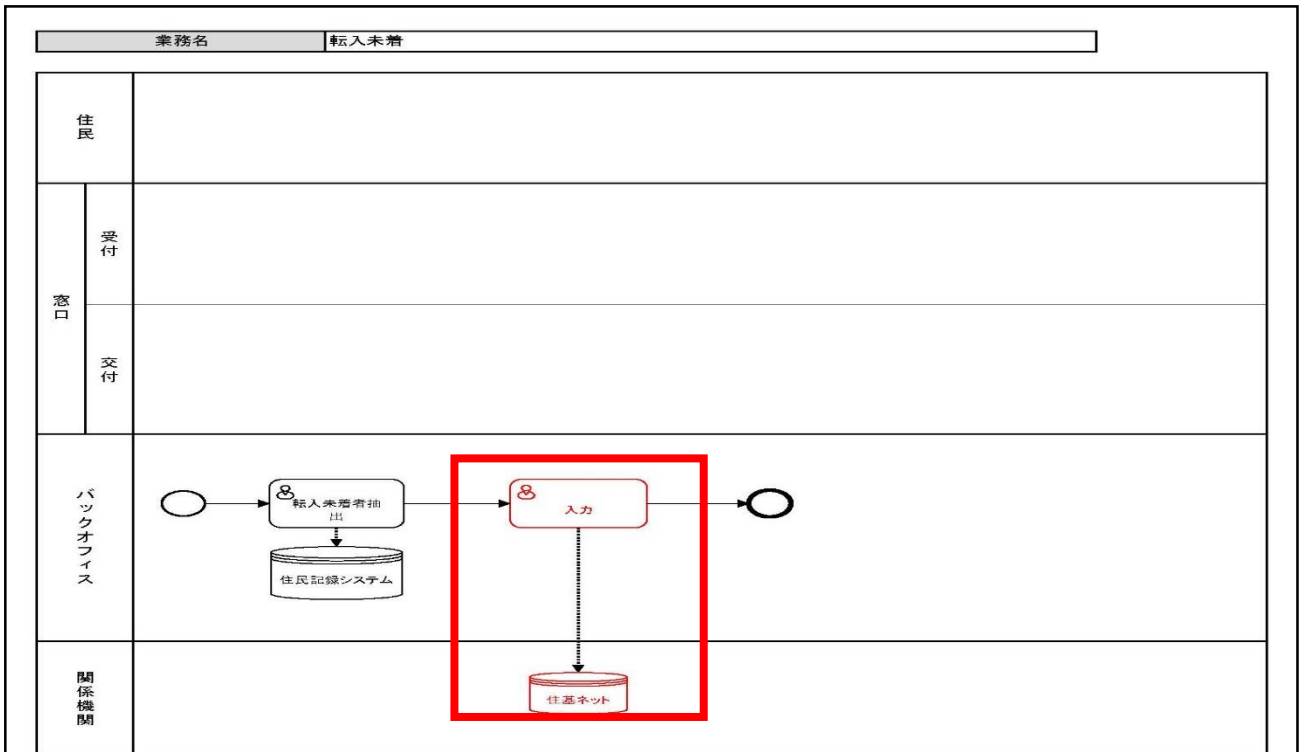 業務名
転入未着
住民
窓口
受付
交付
バックオフィス
転入未着者抽
出
住民記録システム
入力
関係機関
住基ネット